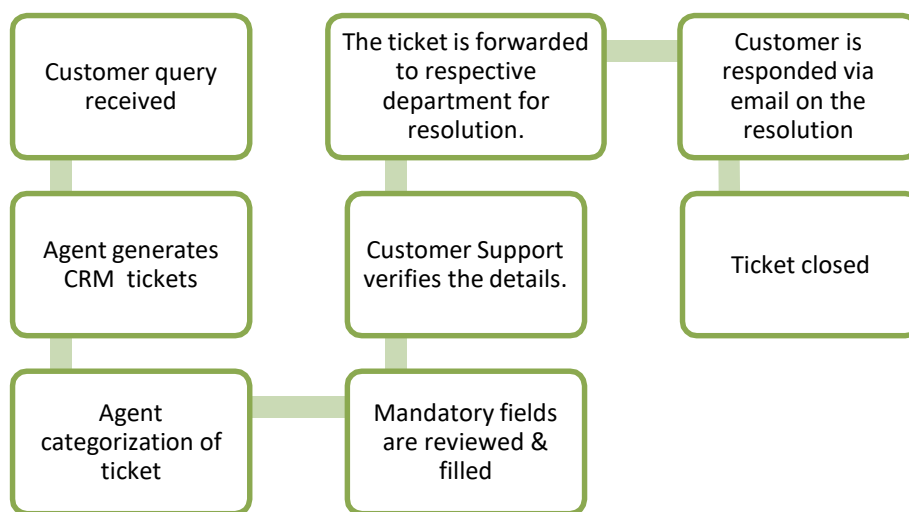 Customer query
received
Agent generates
CRM tickets
Agent
categorization of
ticket
Mandatory fields
are reviewed &
filled
Customer Support
verifies the details.
The ticket is forwarded
to respective
department for
resolution.
Customer is
responded via
email on the
resolution
Ticket closed